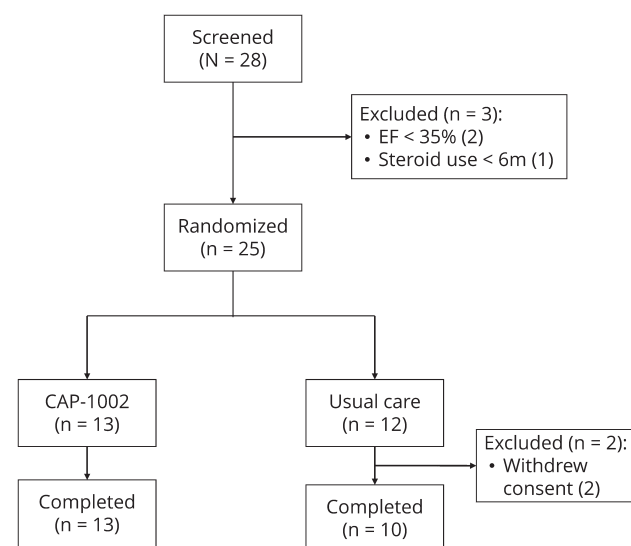 Screened
(N = 28)
Excluded (n = 3):
• EF < 35% (2)
• Steroid use < 6m (1)
Randomized
(n = 25)
CAP-1002
(n = 13)
Usual care
(n = 12)
Excluded (n = 2):
• Withdrew
consent (2)
Completed
(n = 13)
Completed
(n = 10)